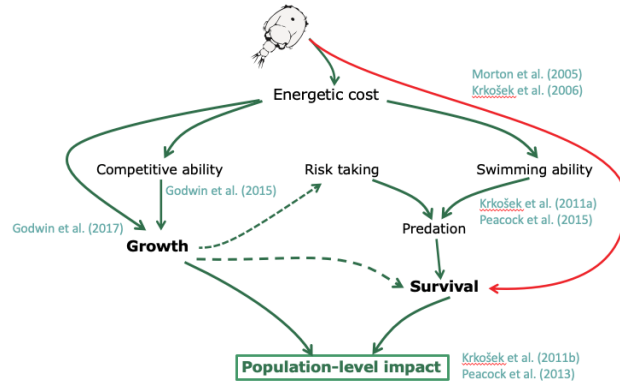 Morton et al. (2005)
Krkošek et al. (2006)
Energetic cost
Competitive ability
Risk taking
Swimming ability
Godwin et al. (2015)
Krkošek et al. (2011a)
Peacock et al. (2015)
Godwin et al. (2017)
Predation
Growth
Survival
Population-level impact
Krkošek et al. (2011b)
Peacock et al. (2013)